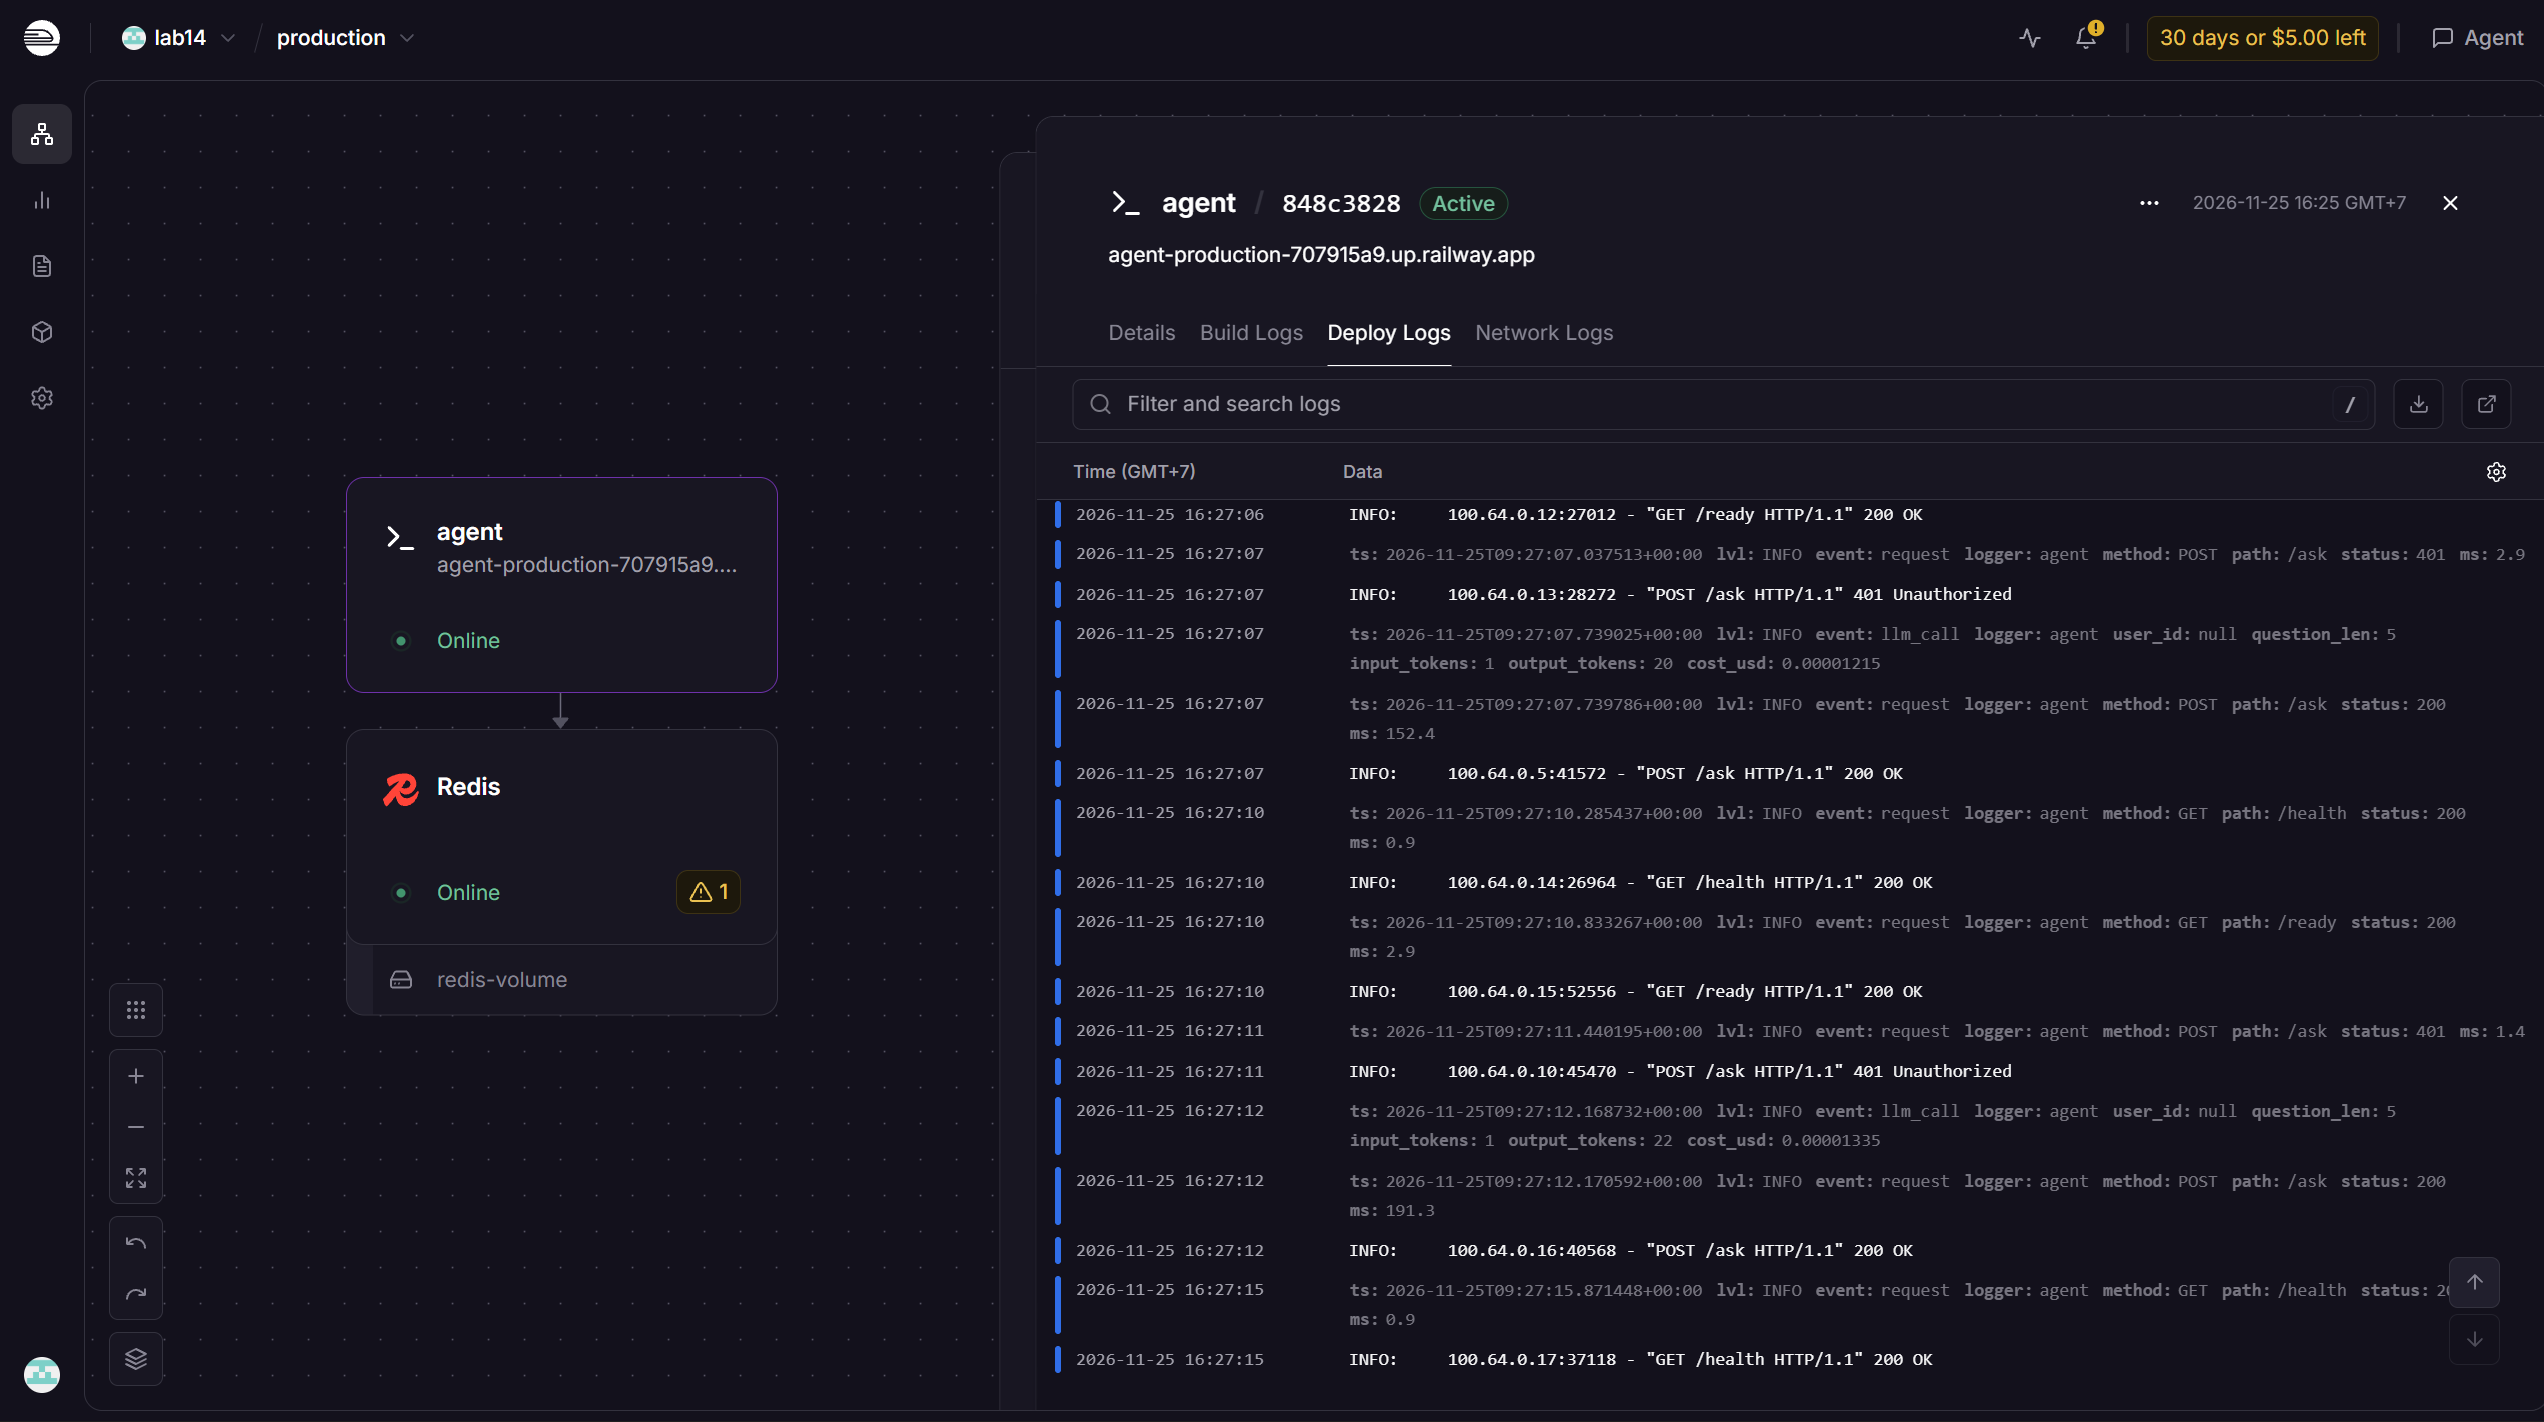 lab14 / production
30 days or $5.00 left
Agent
agent
agent-production-707915a9....
Online
Redis
Online
1
redis-volume
agent / 848c3828 Active
2026-11-25 16:25 GMT+7
agent-production-707915a9.up.railway.app
Details Build Logs Deploy Logs Network Logs
Filter and search logs /
Time (GMT+7) Data
2026-11-25 16:27:06 INFO: 100.64.0.12:27012 - "GET /ready HTTP/1.1" 200 OK
2026-11-25 16:27:07 ts: 2026-11-25T09:27:07.037513+00:00 lvl: INFO event: request logger: agent method: POST path: /ask status: 401 ms: 2.9
2026-11-25 16:27:07 INFO: 100.64.0.13:28272 - "POST /ask HTTP/1.1" 401 Unauthorized
2026-11-25 16:27:07 ts: 2026-11-25T09:27:07.739025+00:00 lvl: INFO event: llm_call logger: agent user_id: null question_len: 5
input_tokens: 1 output_tokens: 20 cost_usd: 0.00001215
2026-11-25 16:27:07 ts: 2026-11-25T09:27:07.739786+00:00 lvl: INFO event: request logger: agent method: POST path: /ask status: 200
ms: 152.4
2026-11-25 16:27:07 INFO: 100.64.0.5:41572 - "POST /ask HTTP/1.1" 200 OK
2026-11-25 16:27:10 ts: 2026-11-25T09:27:10.285437+00:00 lvl: INFO event: request logger: agent method: GET path: /health status: 200
ms: 0.9
2026-11-25 16:27:10 INFO: 100.64.0.14:26964 - "GET /health HTTP/1.1" 200 OK
2026-11-25 16:27:10 ts: 2026-11-25T09:27:10.833267+00:00 lvl: INFO event: request logger: agent method: GET path: /ready status: 200
ms: 2.9
2026-11-25 16:27:10 INFO: 100.64.0.15:52556 - "GET /ready HTTP/1.1" 200 OK
2026-11-25 16:27:11 ts: 2026-11-25T09:27:11.440195+00:00 lvl: INFO event: request logger: agent method: POST path: /ask status: 401 ms: 1.4
2026-11-25 16:27:11 INFO: 100.64.0.10:45470 - "POST /ask HTTP/1.1" 401 Unauthorized
2026-11-25 16:27:12 ts: 2026-11-25T09:27:12.168732+00:00 lvl: INFO event: llm_call logger: agent user_id: null question_len: 5
input_tokens: 1 output_tokens: 22 cost_usd: 0.00001335
2026-11-25 16:27:12 ts: 2026-11-25T09:27:12.170592+00:00 lvl: INFO event: request logger: agent method: POST path: /ask status: 200
ms: 191.3
2026-11-25 16:27:12 INFO: 100.64.0.16:40568 - "POST /ask HTTP/1.1" 200 OK
2026-11-25 16:27:15 ts: 2026-11-25T09:27:15.871448+00:00 lvl: INFO event: request logger: agent method: GET path: /health status:
ms: 0.9
2026-11-25 16:27:15 INFO: 100.64.0.17:37118 - "GET /health HTTP/1.1" 200 OK